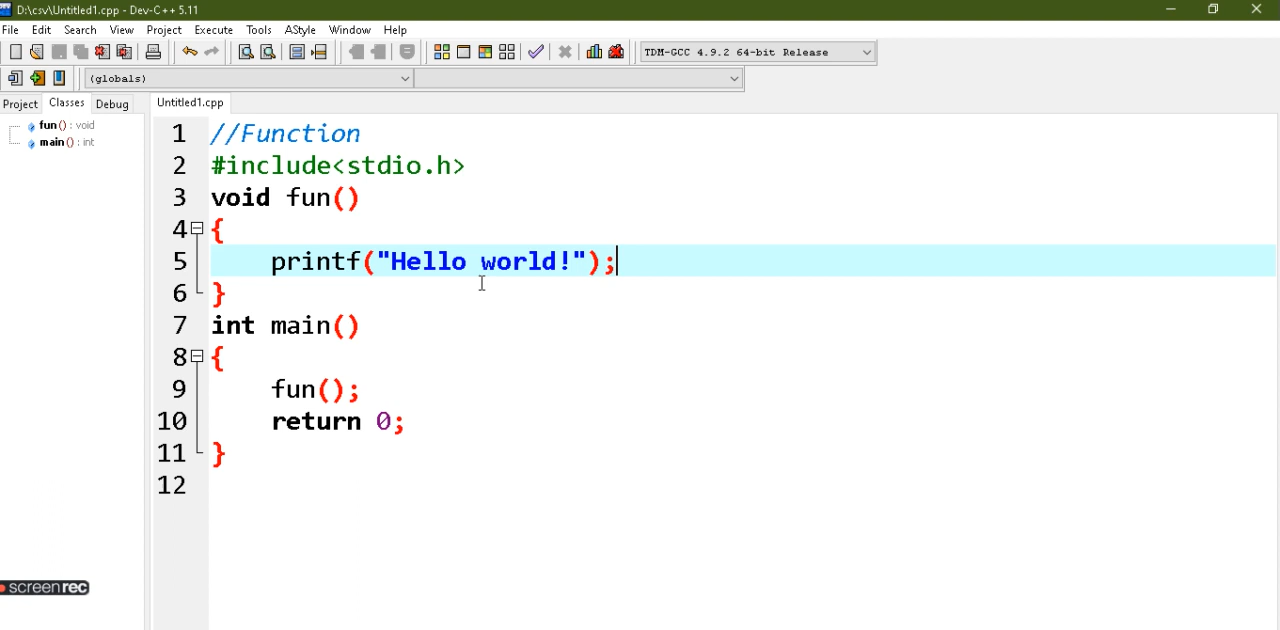 D:\csv\Untitled1.cpp - Dev-C++ 5.11
File Edit Search View Project Execute Tools AStyle Window Help
TDM-GCC 4.9.2 64-bit Release
(globals)
Project Classes Debug
fun () : void
main () : int
Untitled1.cpp
1 //Function
2 #include<stdio.h>
3 void fun()
4 {
5 printf("Hello world!");
6 }
7 int main()
8 {
9 fun();
10 return 0;
11 }
12
screenrec